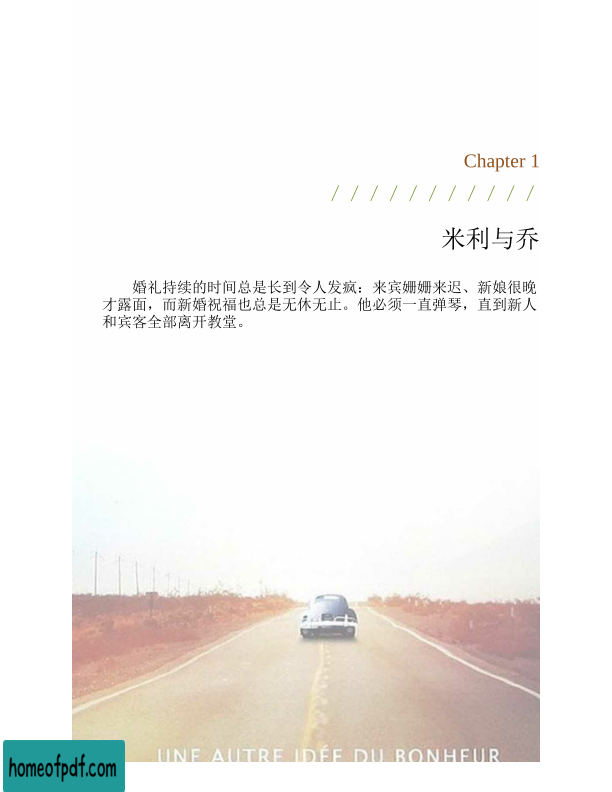 Chapter 1
///////////
米利与乔
婚礼持续的时间总是长到令人发疯：来宾姗姗来迟、新娘很晚
才露面，而新婚祝福也总是无休无止。他必须一直弹琴，直到新人
和宾客全部离开教堂。
UNE AUTRE IDÉE DU BONHEUR
homeofpdf.com